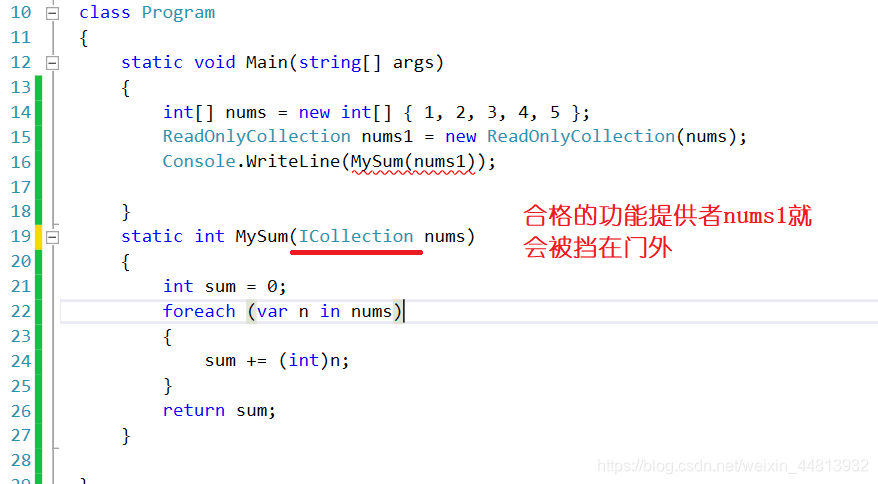 10 class Program
11 {
12 static void Main(string[] args)
13 {
14 int[] nums = new int[] { 1, 2, 3, 4, 5 };
15 ReadOnlyCollection nums1 = new ReadOnlyCollection(nums);
16 Console.WriteLine(MySum(nums1));
17
18 }
19 static int MySum(ICollection nums)
20 {
21 int sum = 0;
22 foreach (var n in nums)
23 {
24 sum += (int)n;
25 }
26 return sum;
27 }
28
29 }
合格的功能提供者nums1就
会被挡在门外
https://blog.csdn.net/weixin_44813932